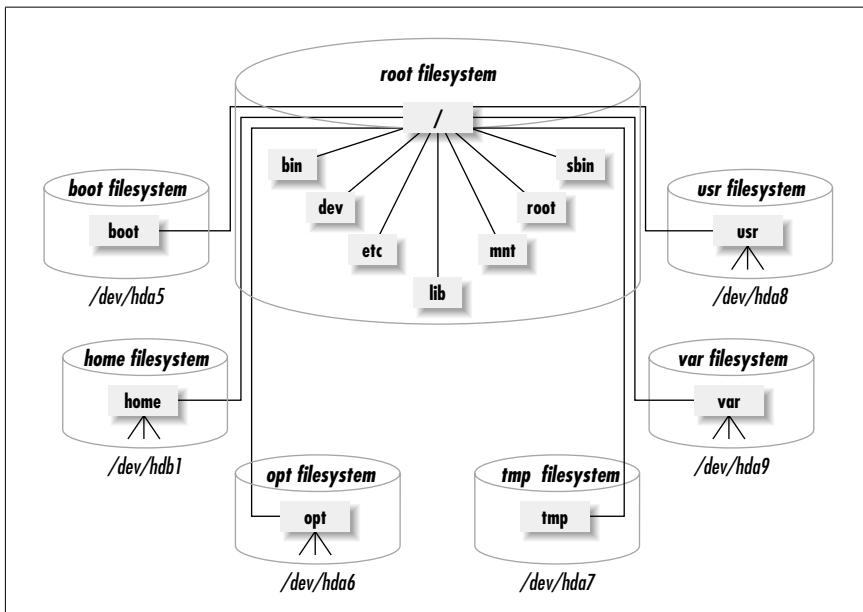 root filesystem
/
bin
sbin
boot filesystem
usr filesystem
dev
root
boot
usr
etc
mnt
lib
/dev/hda5
/dev/hda8
home filesystem
var filesystem
home
var
/dev/hdb1
/dev/hda9
opt filesystem
tmp filesystem
opt
tmp
/dev/hda6
/dev/hda7